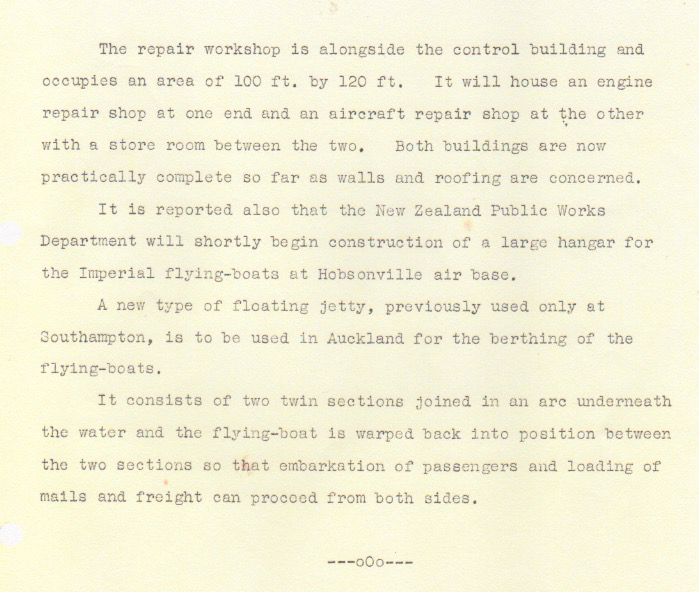 The repair workshop is alongside the control building and
occupies an area of 100 ft. by 120 ft. It will house an engine
repair shop at one end and an aircraft repair shop at the other
with a store room between the two. Both buildings are now
practically complete so far as walls and roofing are concerned.
It is reported also that the New Zealand Public Works
Department will shortly begin construction of a large hangar for
the Imperial flying-boats at Hobsonville air base.
A new type of floating jetty, previously used only at
Southampton, is to be used in Auckland for the berthing of the
flying-boats.
It consists of two twin sections joined in an arc underneath
the water and the flying-boat is warped back into position between
the two sections so that embarkation of passengers and loading of
mails and freight can proceed from both sides.
---oOo---